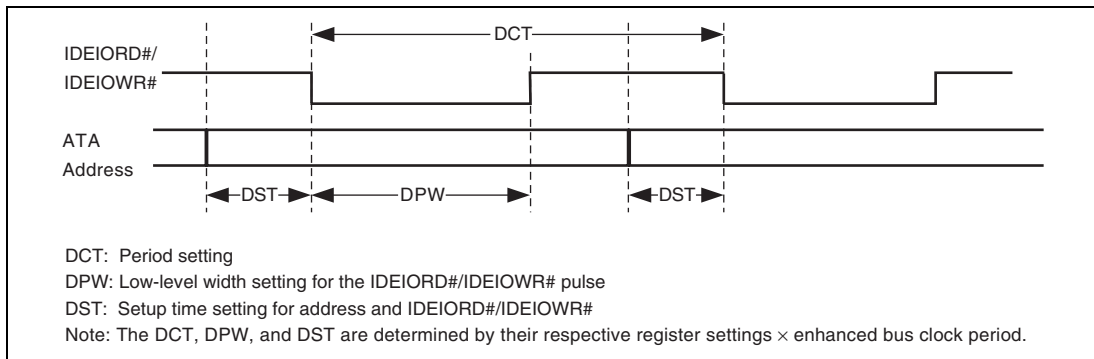 DCT
IDEIORD#/
IDEIOWR#
ATA
Address
DST
DPW
DST
DCT: Period setting
DPW: Low-level width setting for the IDEIORD#/IDEIOWR# pulse
DST: Setup time setting for address and IDEIORD#/IDEIOWR#
Note: The DCT, DPW, and DST are determined by their respective register settings × enhanced bus clock period.